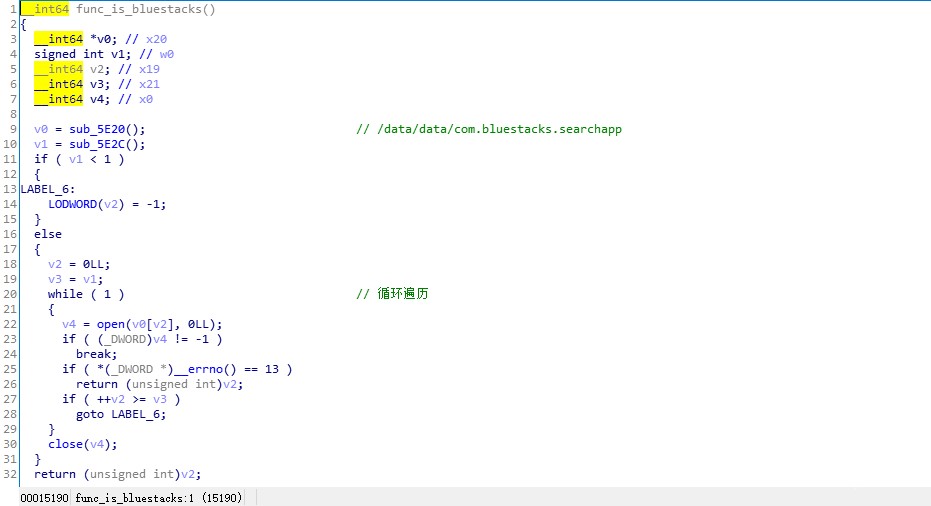 1 __int64 func_is_bluestacks()
2 {
3 __int64 *v0; // x20
4 signed int v1; // w0
5 __int64 v2; // x19
6 __int64 v3; // x21
7 __int64 v4; // x0
8
9 v0 = sub_5E20(); // /data/data/com.bluestacks.searchapp
10 v1 = sub_5E2C();
11 if ( v1 < 1 )
12 {
13 LABEL_6:
14 LODWORD(v2) = -1;
15 }
16 else
17 {
18 v2 = 0LL;
19 v3 = v1;
20 while ( 1 ) // 循环遍历
21 {
22 v4 = open(v0[v2], 0LL);
23 if ( (_DWORD)v4 != -1 )
24 break;
25 if ( *(_DWORD *)__errno() == 13 )
26 return (unsigned int)v2;
27 if ( ++v2 >= v3 )
28 goto LABEL_6;
29 }
30 close(v4);
31 }
32 return (unsigned int)v2;
00015190 func_is_bluestacks:1 (15190)